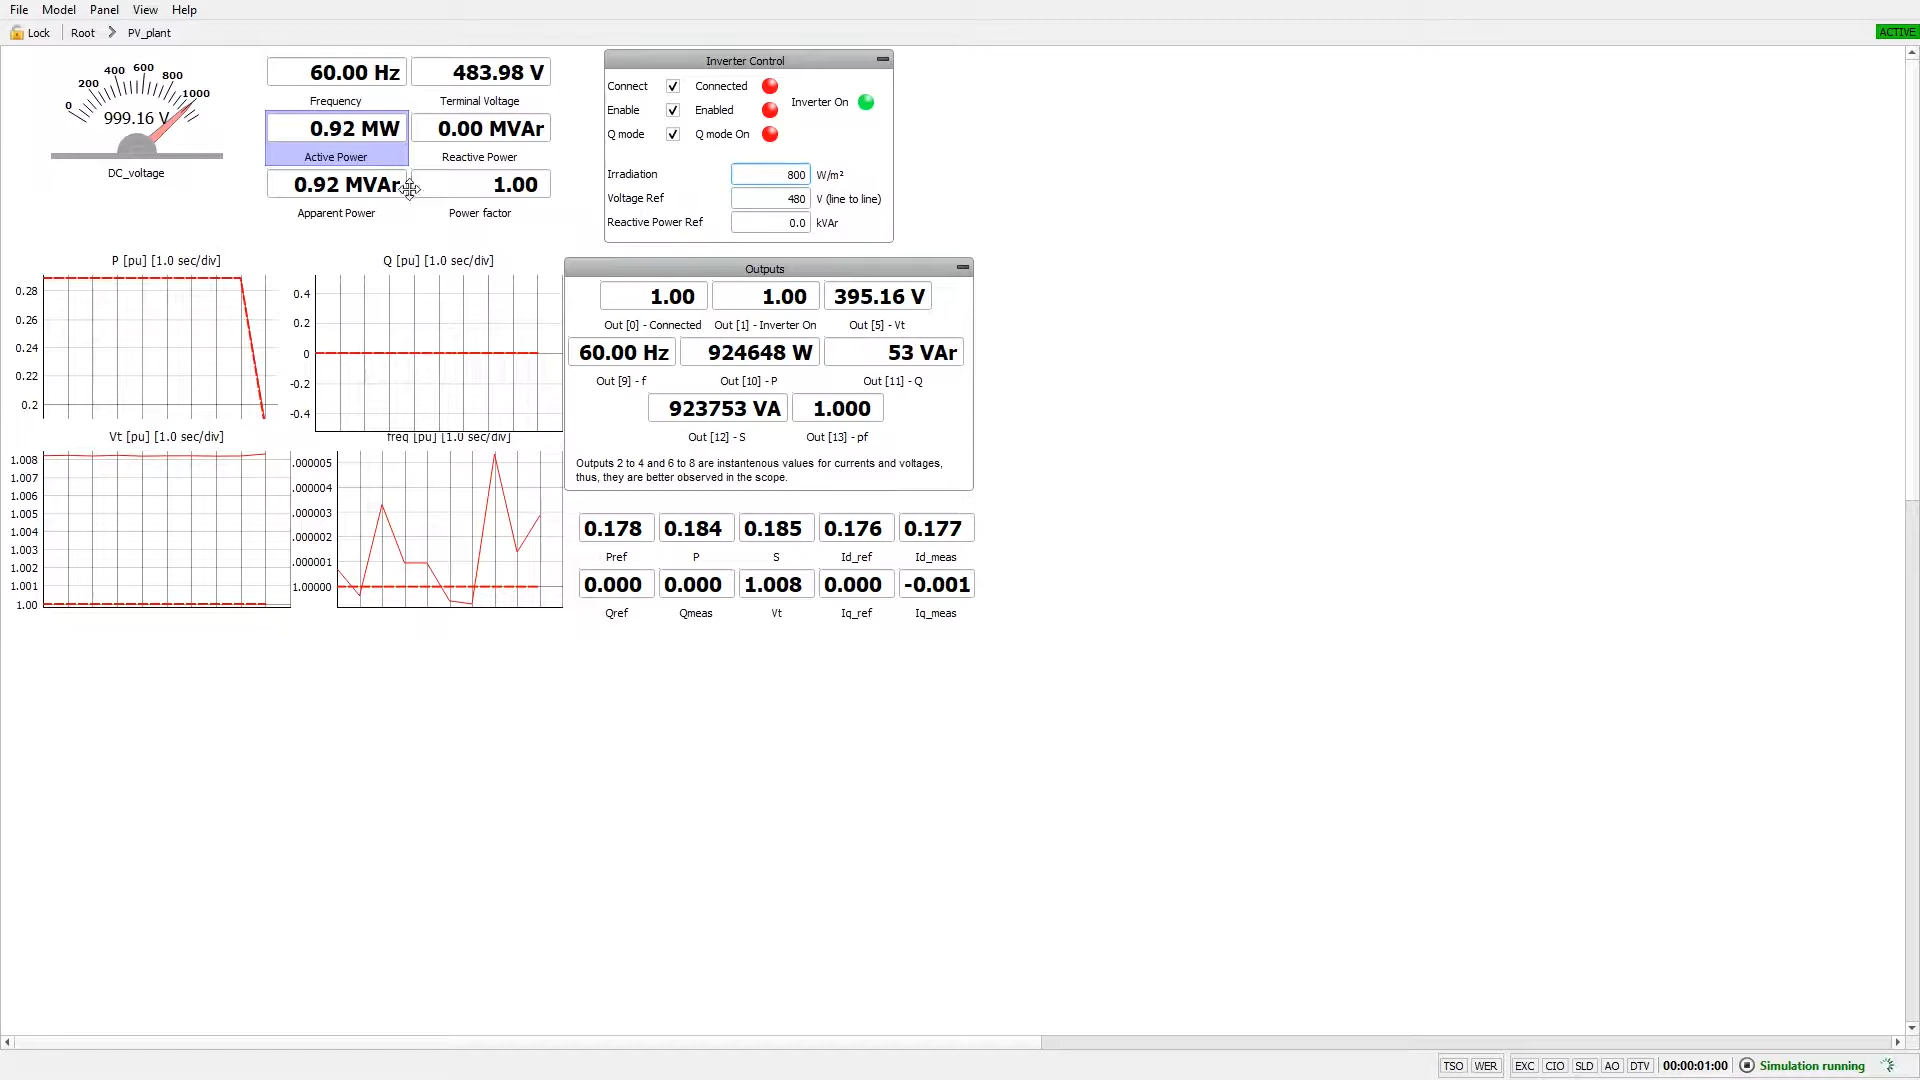 File Model Panel View Help
Lock Root PV_plant ACTIVE
0 200 400 600 800 1000
999.16 V
DC_voltage
60.00 Hz 483.98 V
Frequency Terminal Voltage
0.92 MW 0.00 MVAr
Active Power Reactive Power
0.92 MVAr 1.00
Apparent Power Power factor
Inverter Control
Connect Connected
Enable Enabled Inverter On
Q mode Q mode On
Irradiation 800 W/m²
Voltage Ref 480 V (line to line)
Reactive Power Ref 0.0 kVAr
P [pu] [1.0 sec/div]
0.28
0.26
0.24
0.22
0.2
Q [pu] [1.0 sec/div]
0.4
0.2
0
-0.2
-0.4
Vt [pu] [1.0 sec/div]
1.008
1.007
1.006
1.005
1.004
1.003
1.002
1.001
1.00
freq [pu] [1.0 sec/div]
.000005
.000004
.000003
.000002
.000001
1.00000
Outputs
1.00 1.00 395.16 V
Out [0] - Connected Out [1] - Inverter On Out [5] - Vt
60.00 Hz 924648 W 53 VAr
Out [9] - f Out [10] - P Out [11] - Q
923753 VA 1.000
Out [12] - S Out [13] - pf
Outputs 2 to 4 and 6 to 8 are instantenous values for currents and voltages,
thus, they are better observed in the scope.
0.178 0.184 0.185 0.176 0.177
Pref P S Id_ref Id_meas
0.000 0.000 1.008 0.000 -0.001
Qref Qmeas Vt Iq_ref Iq_meas
TSO WER EXC CIO SLD AO DTV 00:00:01:00 Simulation running